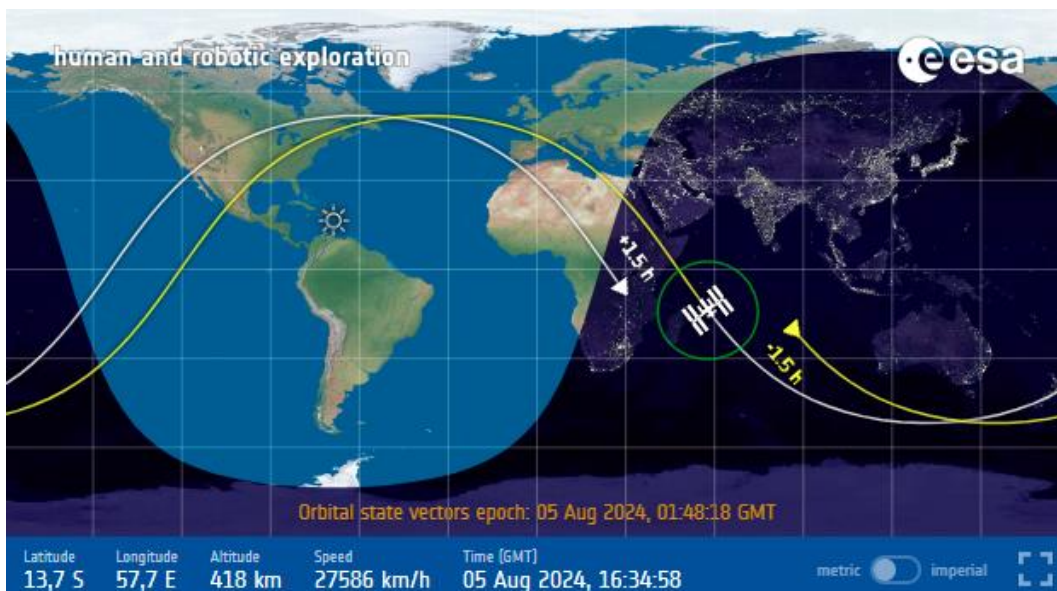 human and robotic exploration
esa
+1.5 h
-1.5 h
Orbital state vectors epoch: 05 Aug 2024, 01:48:18 GMT
Latitude Longitude Altitude Speed Time (GMT)
13,7 S 57,7 E 418 km 27586 km/h 05 Aug 2024, 16:34:58
metric imperial